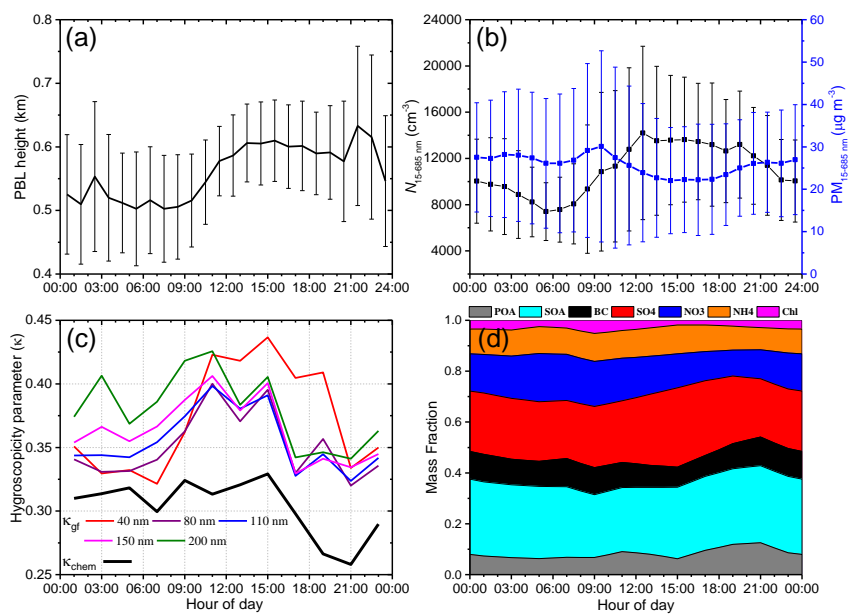 (a)
0.8
0.7
0.6
0.5
0.4
PBL height (km)
00:00 03:00 06:00 09:00 12:00 15:00 18:00 21:00 24:00
(b)
24000
20000
16000
12000
8000
4000
N15-685 nm (cm-3)
60
50
40
30
20
10
0
PM15-685 nm (µg m-3)
00:00 03:00 06:00 09:00 12:00 15:00 18:00 21:00 24:00
(c)
0.45
0.40
0.35
0.30
0.25
Hygroscopicity parameter (κ)
κgf 40 nm 80 nm 110 nm
150 nm 200 nm
κchem
00:00 03:00 06:00 09:00 12:00 15:00 18:00 21:00 00:00
Hour of day
POA SOA BC SO4 NO3 NH4 Chl
(d)
1.0
0.8
0.6
0.4
0.2
0.0
Mass Fraction
00:00 03:00 06:00 09:00 12:00 15:00 18:00 21:00 00:00
Hour of day